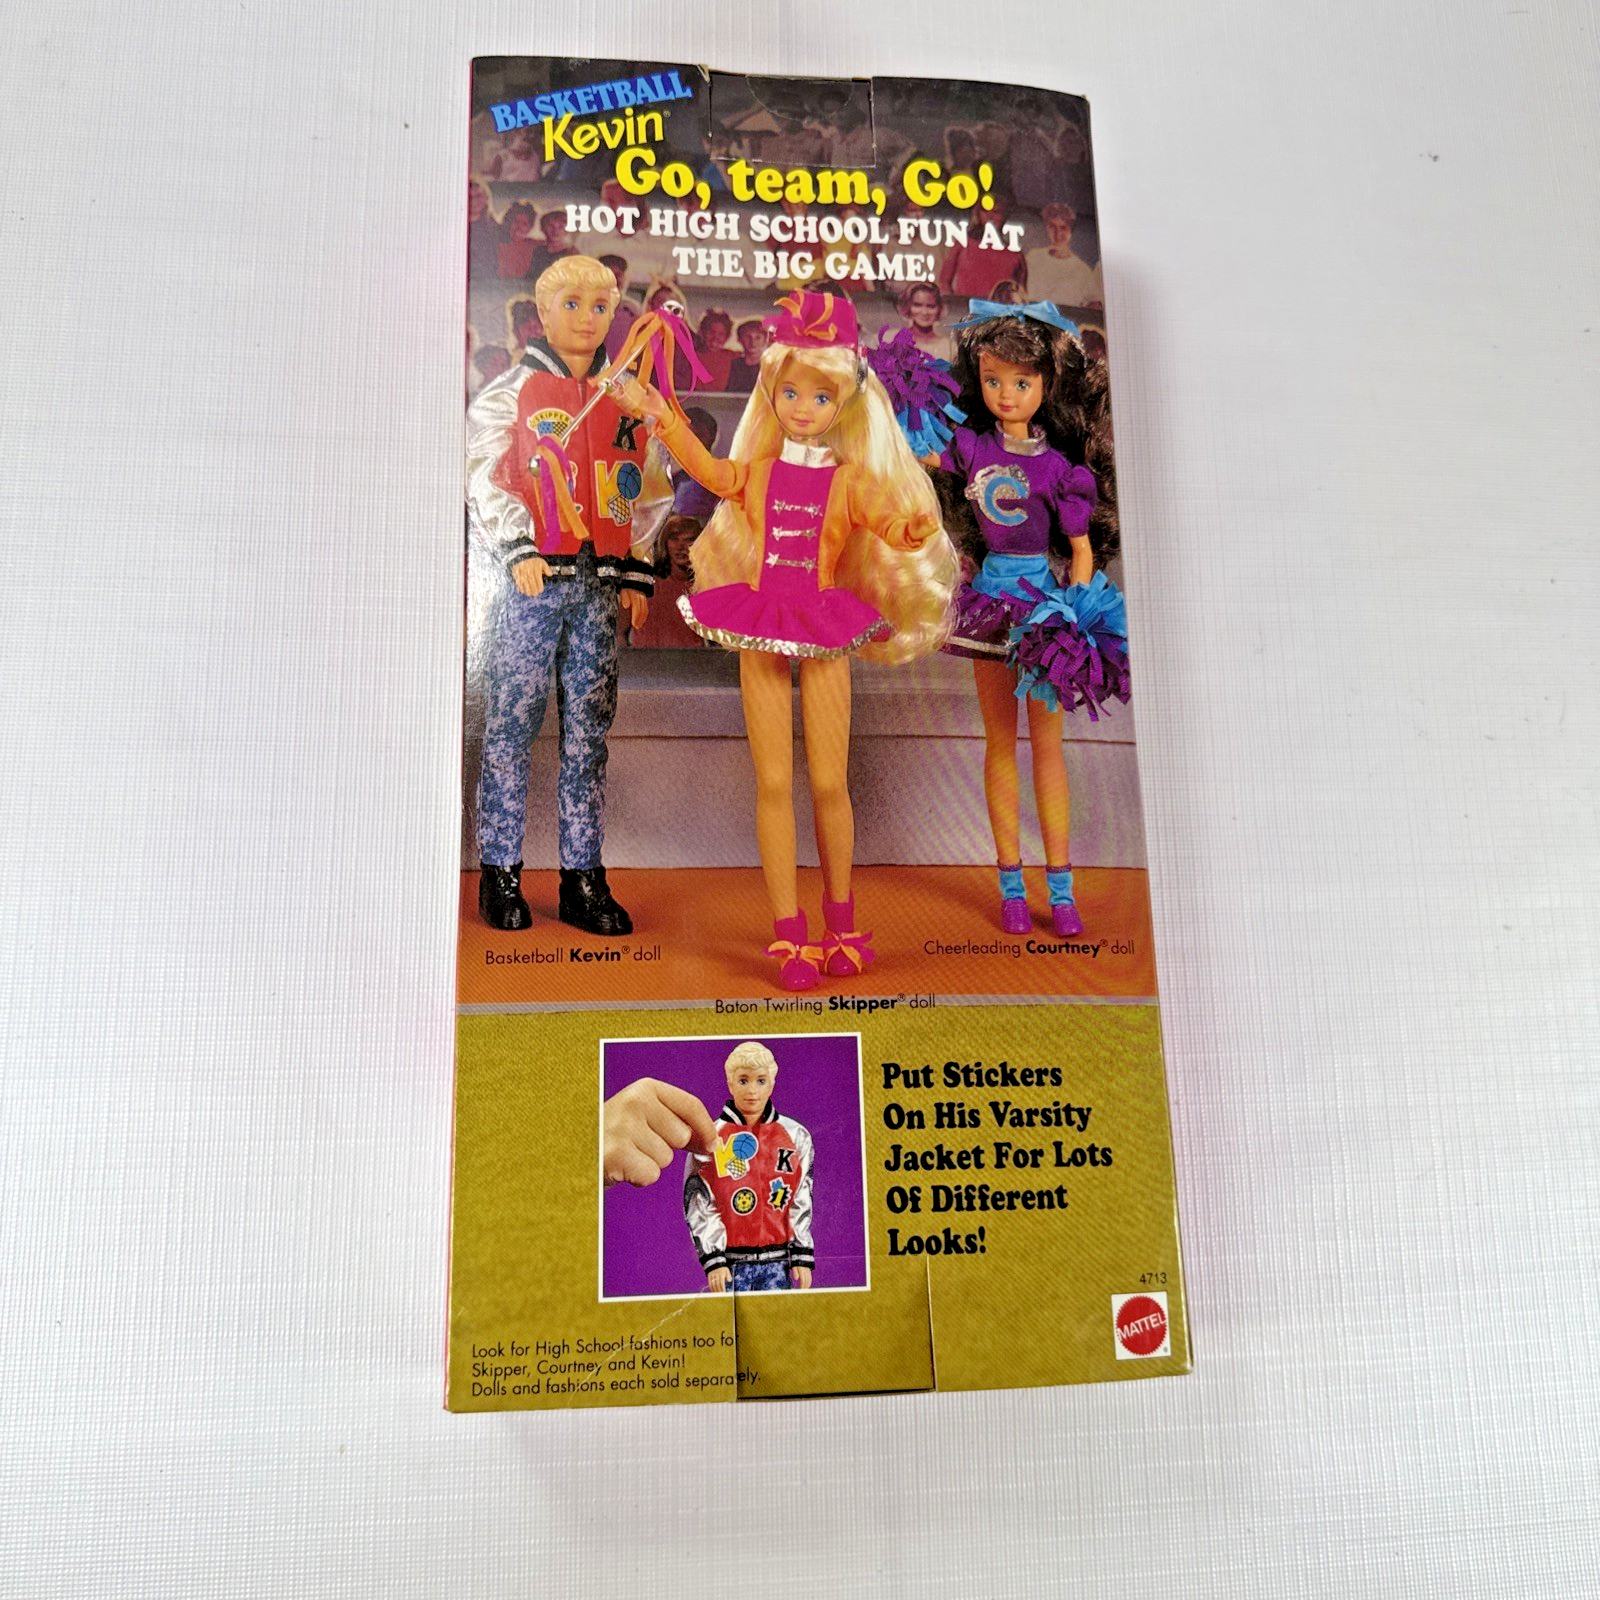 BASKETBALL
Kevin®
Go, team, Go!
HOT HIGH SCHOOL FUN AT
THE BIG GAME!
SKIPPER
K
C
Basketball Kevin® doll
Cheerleading Courtney® doll
Baton Twirling Skipper® doll
Put Stickers
On His Varsity
Jacket For Lots
Of Different
Looks!
K
1
4713
MATTEL®
Look for High School fashions too fo
Skipper, Courtney and Kevin!
Dolls and fashions each sold separately.